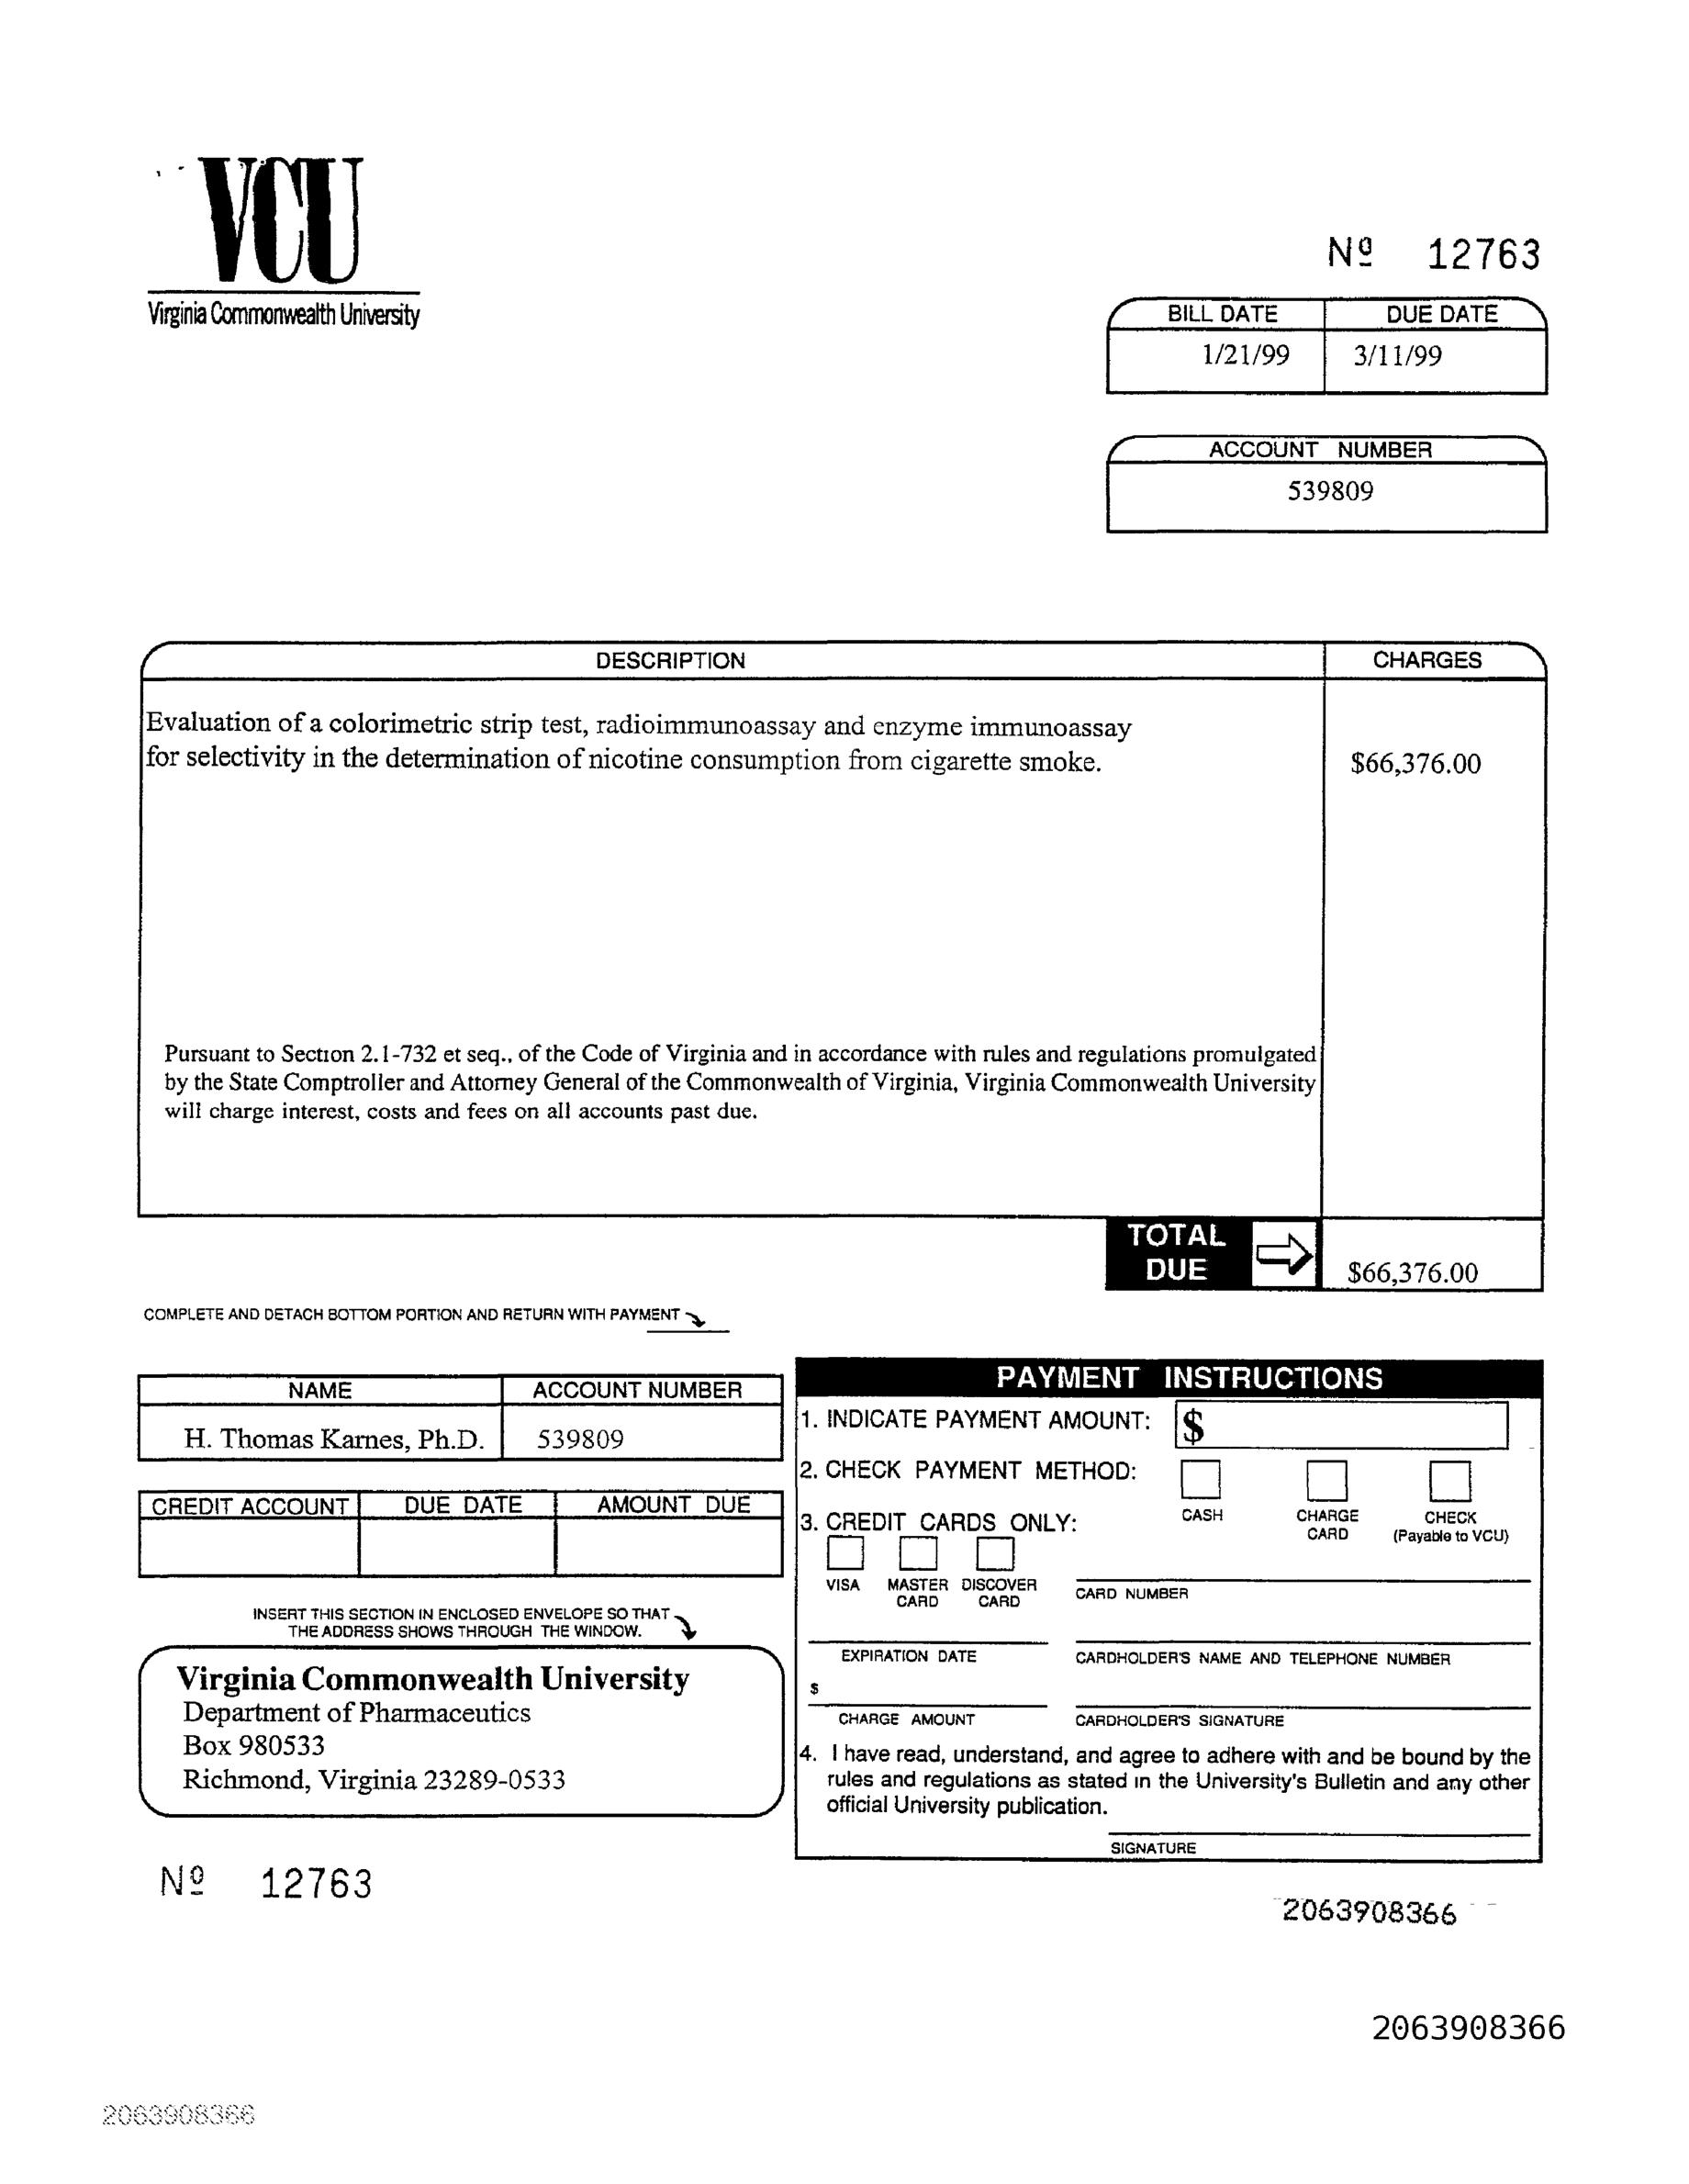 VCU
Virginia Commonwealth University
Nº 12763
BILL DATE DUE DATE
1/21/99 3/11/99
ACCOUNT NUMBER
539809
DESCRIPTION CHARGES
Evaluation of a colorimetric strip test, radioimmunoassay and enzyme immunoassay
for selectivity in the determination of nicotine consumption from cigarette smoke. $66,376.00
Pursuant to Section 2.1-732 et seq., of the Code of Virginia and in accordance with rules and regulations promulgated
by the State Comptroller and Attorney General of the Commonwealth of Virginia, Virginia Commonwealth University
will charge interest, costs and fees on all accounts past due.
TOTAL
DUE $66,376.00
COMPLETE AND DETACH BOTTOM PORTION AND RETURN WITH PAYMENT
NAME ACCOUNT NUMBER
H. Thomas Karnes, Ph.D. 539809
CREDIT ACCOUNT DUE DATE AMOUNT DUE
INSERT THIS SECTION IN ENCLOSED ENVELOPE SO THAT
THE ADDRESS SHOWS THROUGH THE WINDOW.
Virginia Commonwealth University
Department of Pharmaceutics
Box 980533
Richmond, Virginia 23289-0533
Nº 12763
PAYMENT INSTRUCTIONS
1. INDICATE PAYMENT AMOUNT: $
2. CHECK PAYMENT METHOD:
CASH CHARGE CHECK
CARD (Payable to VCU)
3. CREDIT CARDS ONLY:
VISA MASTER DISCOVER
CARD CARD
CARD NUMBER
EXPIRATION DATE CARDHOLDER'S NAME AND TELEPHONE NUMBER
$
CHARGE AMOUNT CARDHOLDER'S SIGNATURE
4. I have read, understand, and agree to adhere with and be bound by the
rules and regulations as stated in the University's Bulletin and any other
official University publication.
SIGNATURE
2063908366
2063908366
2063908366